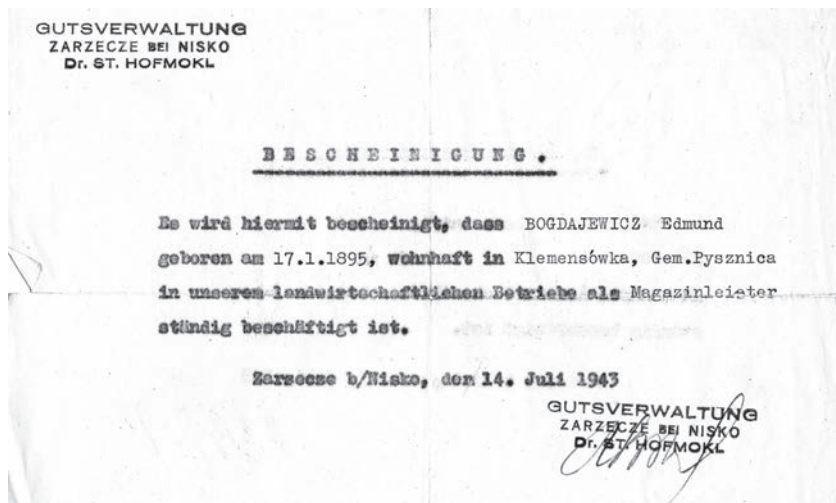 GUTSVERWALTUNG
ZARZECZE BEI NISKO
Dr. ST. HOFMOKL
BESCHEINIGUNG.
Es wird hiermit bescheinigt, dass BOGDAJEWICZ Edmund
geboren am 17.1.1895, wohnhaft in Klemensówka, Gem.Pysznica
in unserem landwirtschaftlichen Betriebe als Magazinleiter
ständig beschäftigt ist.
Zarzecze b/Nisko, den 14. Juli 1943
GUTSVERWALTUNG
ZARZECZE BEI NISKO
Dr. ST. HOFMOKL